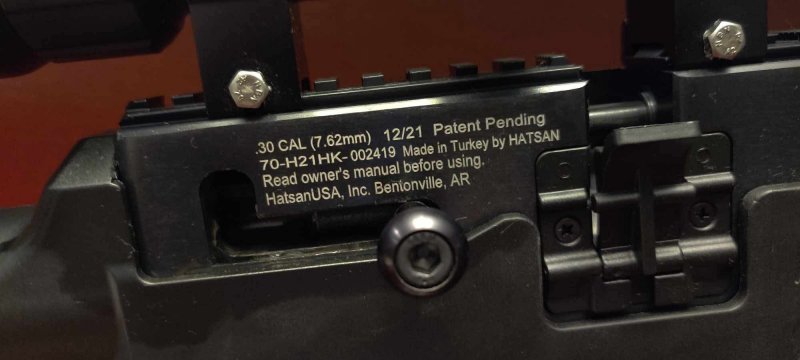 .30 CAL (7.62mm) 12/21 Patent Pending
70-H21HK-002419 Made in Turkey by HATSAN
Read owner's manual before using.
HatsanUSA, Inc. Bentonville, AR